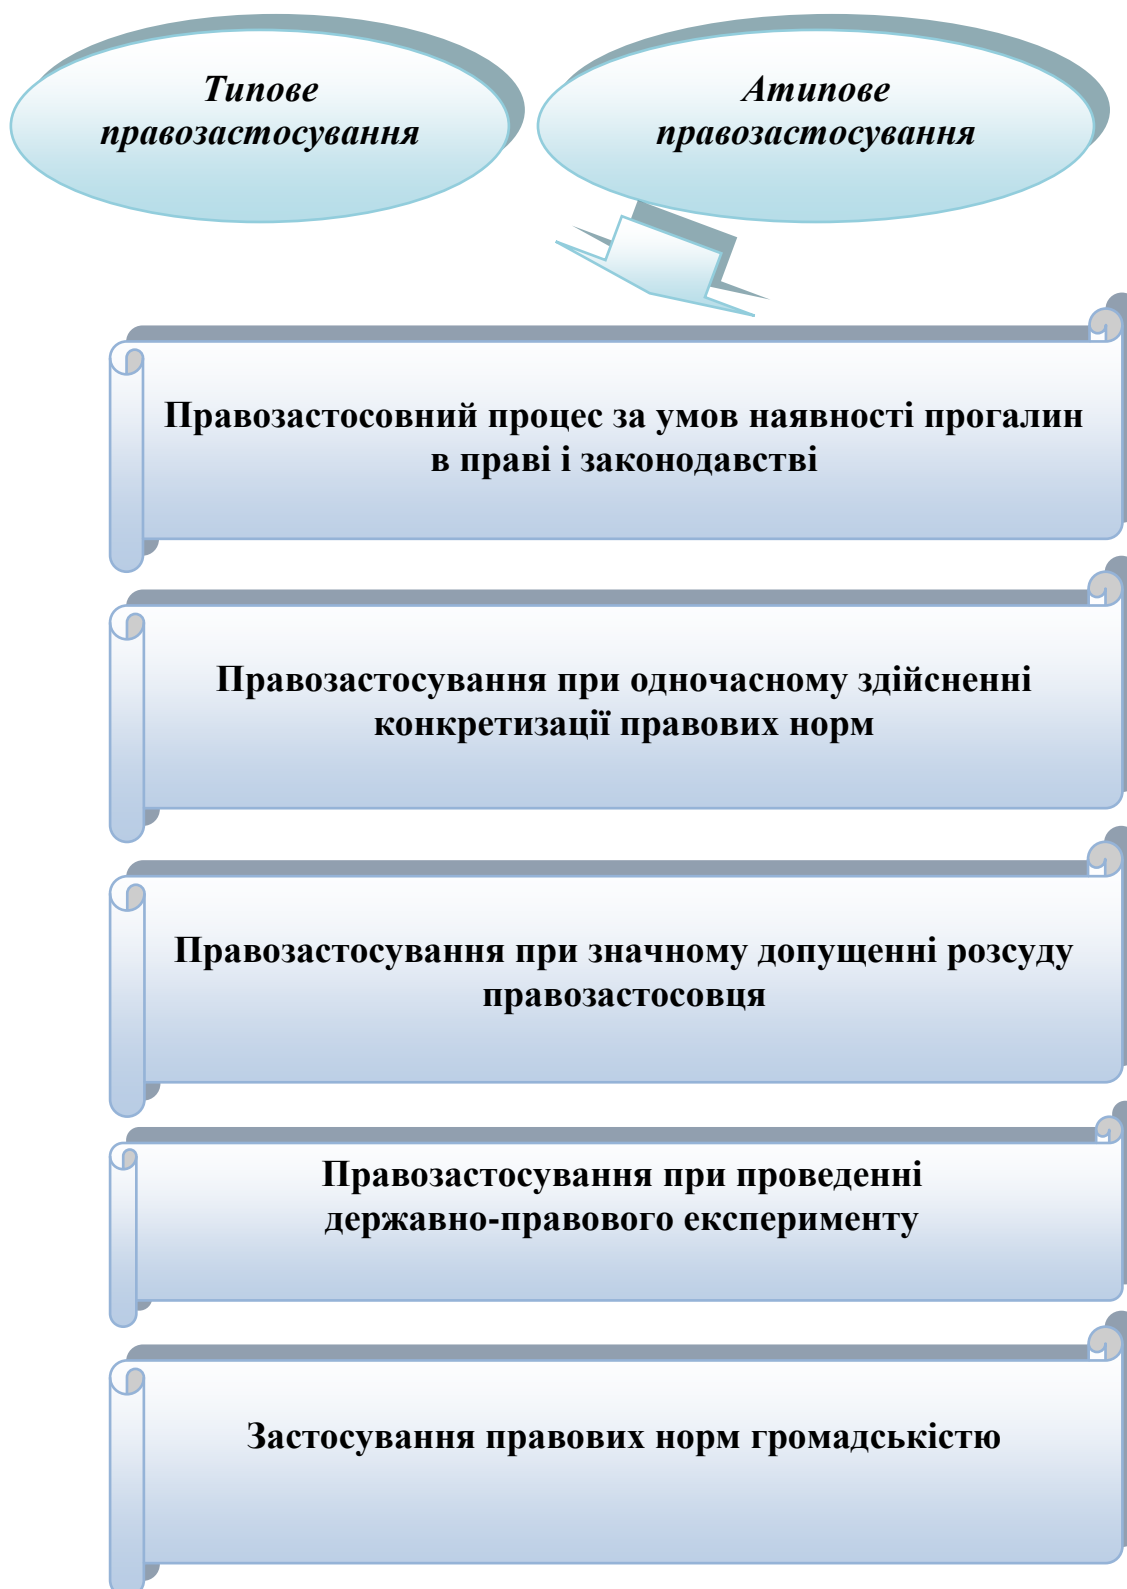 Типове
правозастосування
Атипове
правозастосування
Правозастосовний процес за умов наявності прогалин
в праві і законодавстві
Правозастосування при одночасному здійсненні
конкретизації правових норм
Правозастосування при значному допущенні розсуду
правозастосовця
Правозастосування при проведенні
державно-правового експерименту
Застосування правових норм громадськістю